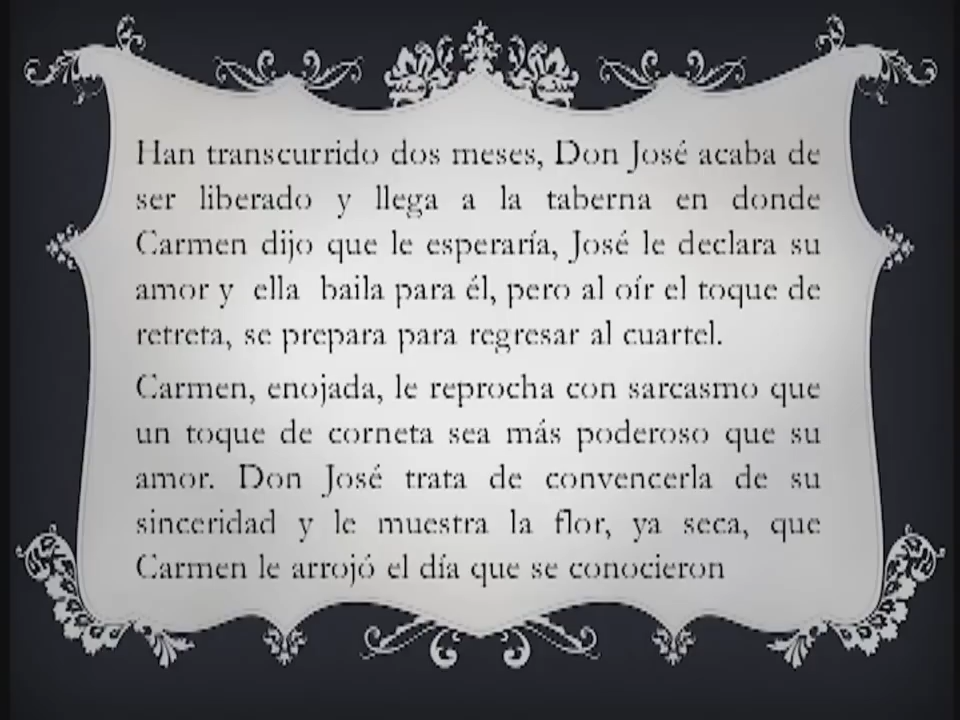 Han transcurrido dos meses, Don José acaba de
ser liberado y llega a la taberna en donde
Carmen dijo que le esperaría, José le declara su
amor y ella baila para él, pero al oír el toque de
retreta, se prepara para regresar al cuartel.
Carmen, enojada, le reprocha con sarcasmo que
un toque de corneta sea más poderoso que su
amor. Don José trata de convencerla de su
sinceridad y le muestra la flor, ya seca, que
Carmen le arrojó el día que se conocieron